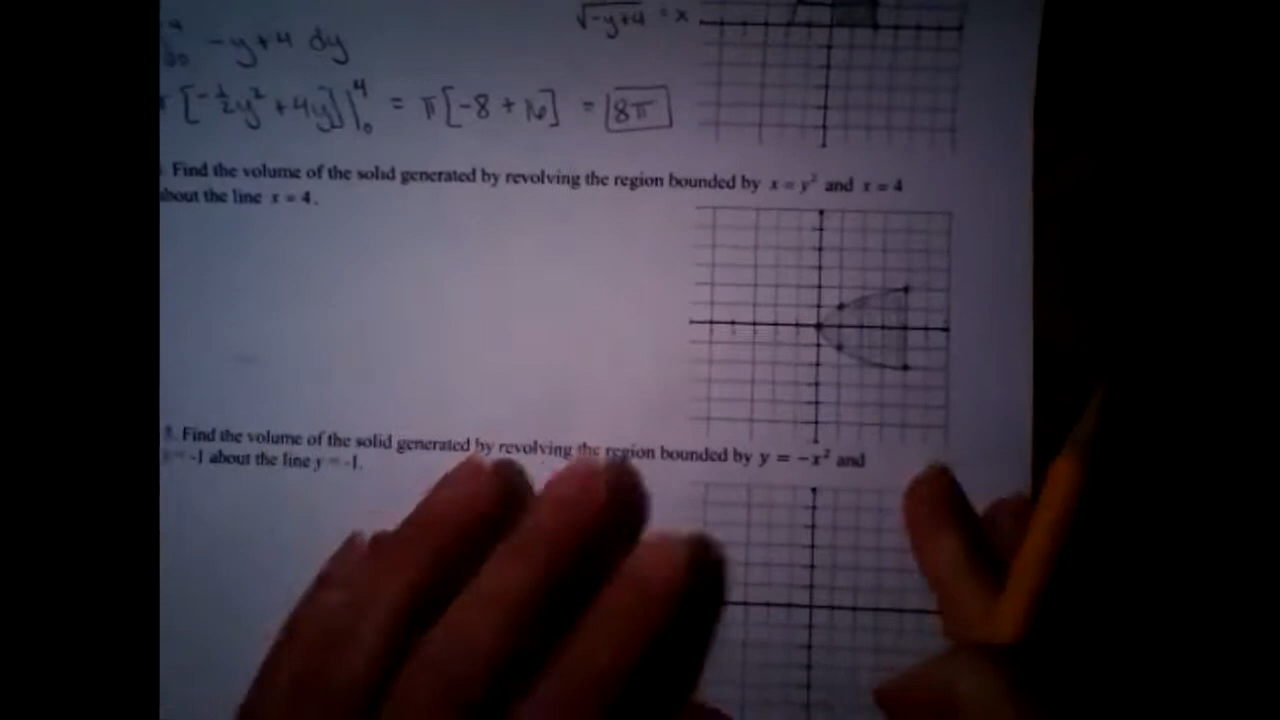 √-y+4 = x
-y+4 dy
[-1/2y²+4y]|₀⁴ = π[-8+16] = 8π
Find the volume of the solid generated by revolving the region bounded by x = y² and x = 4
about the line x = 4.
8. Find the volume of the solid generated by revolving the region bounded by y = -x² and
-1 about the line y = -1.